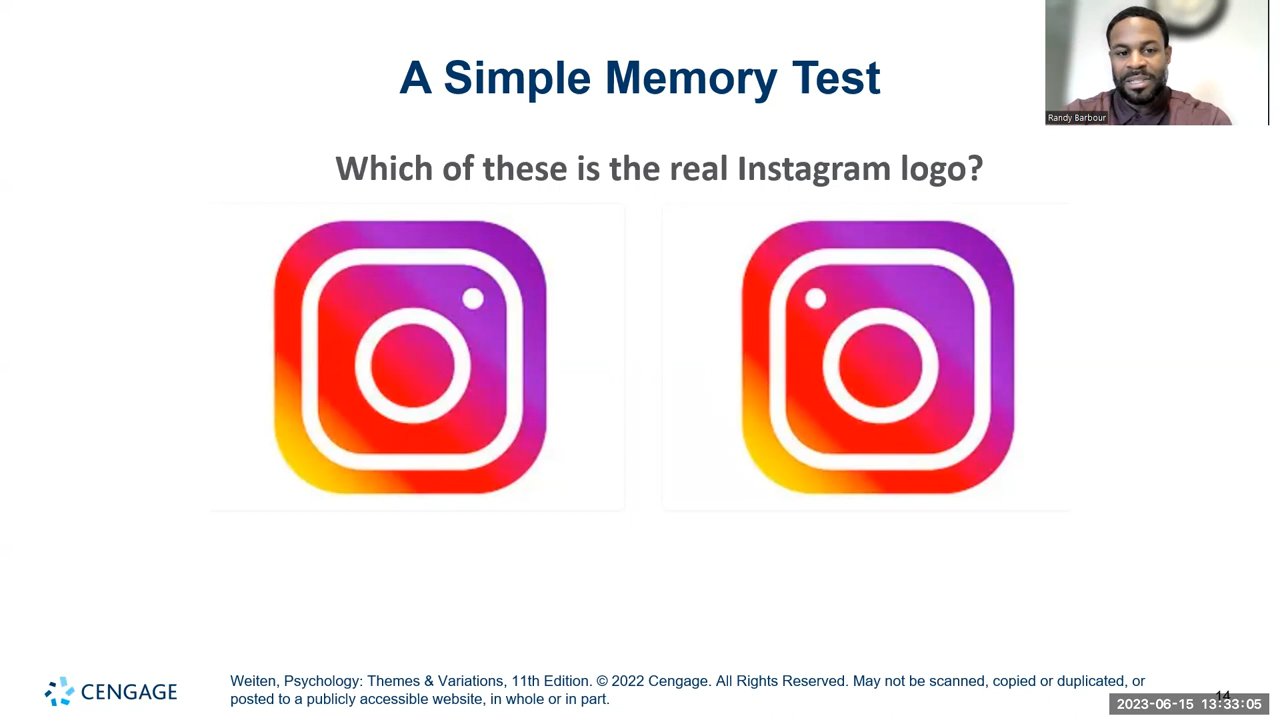 A Simple Memory Test
Randy Barbour
Which of these is the real Instagram logo?
CENGAGE
Weiten, Psychology: Themes & Variations, 11th Edition. © 2022 Cengage. All Rights Reserved. May not be scanned, copied or duplicated, or
posted to a publicly accessible website, in whole or in part.
14
2023-06-15 13:33:05